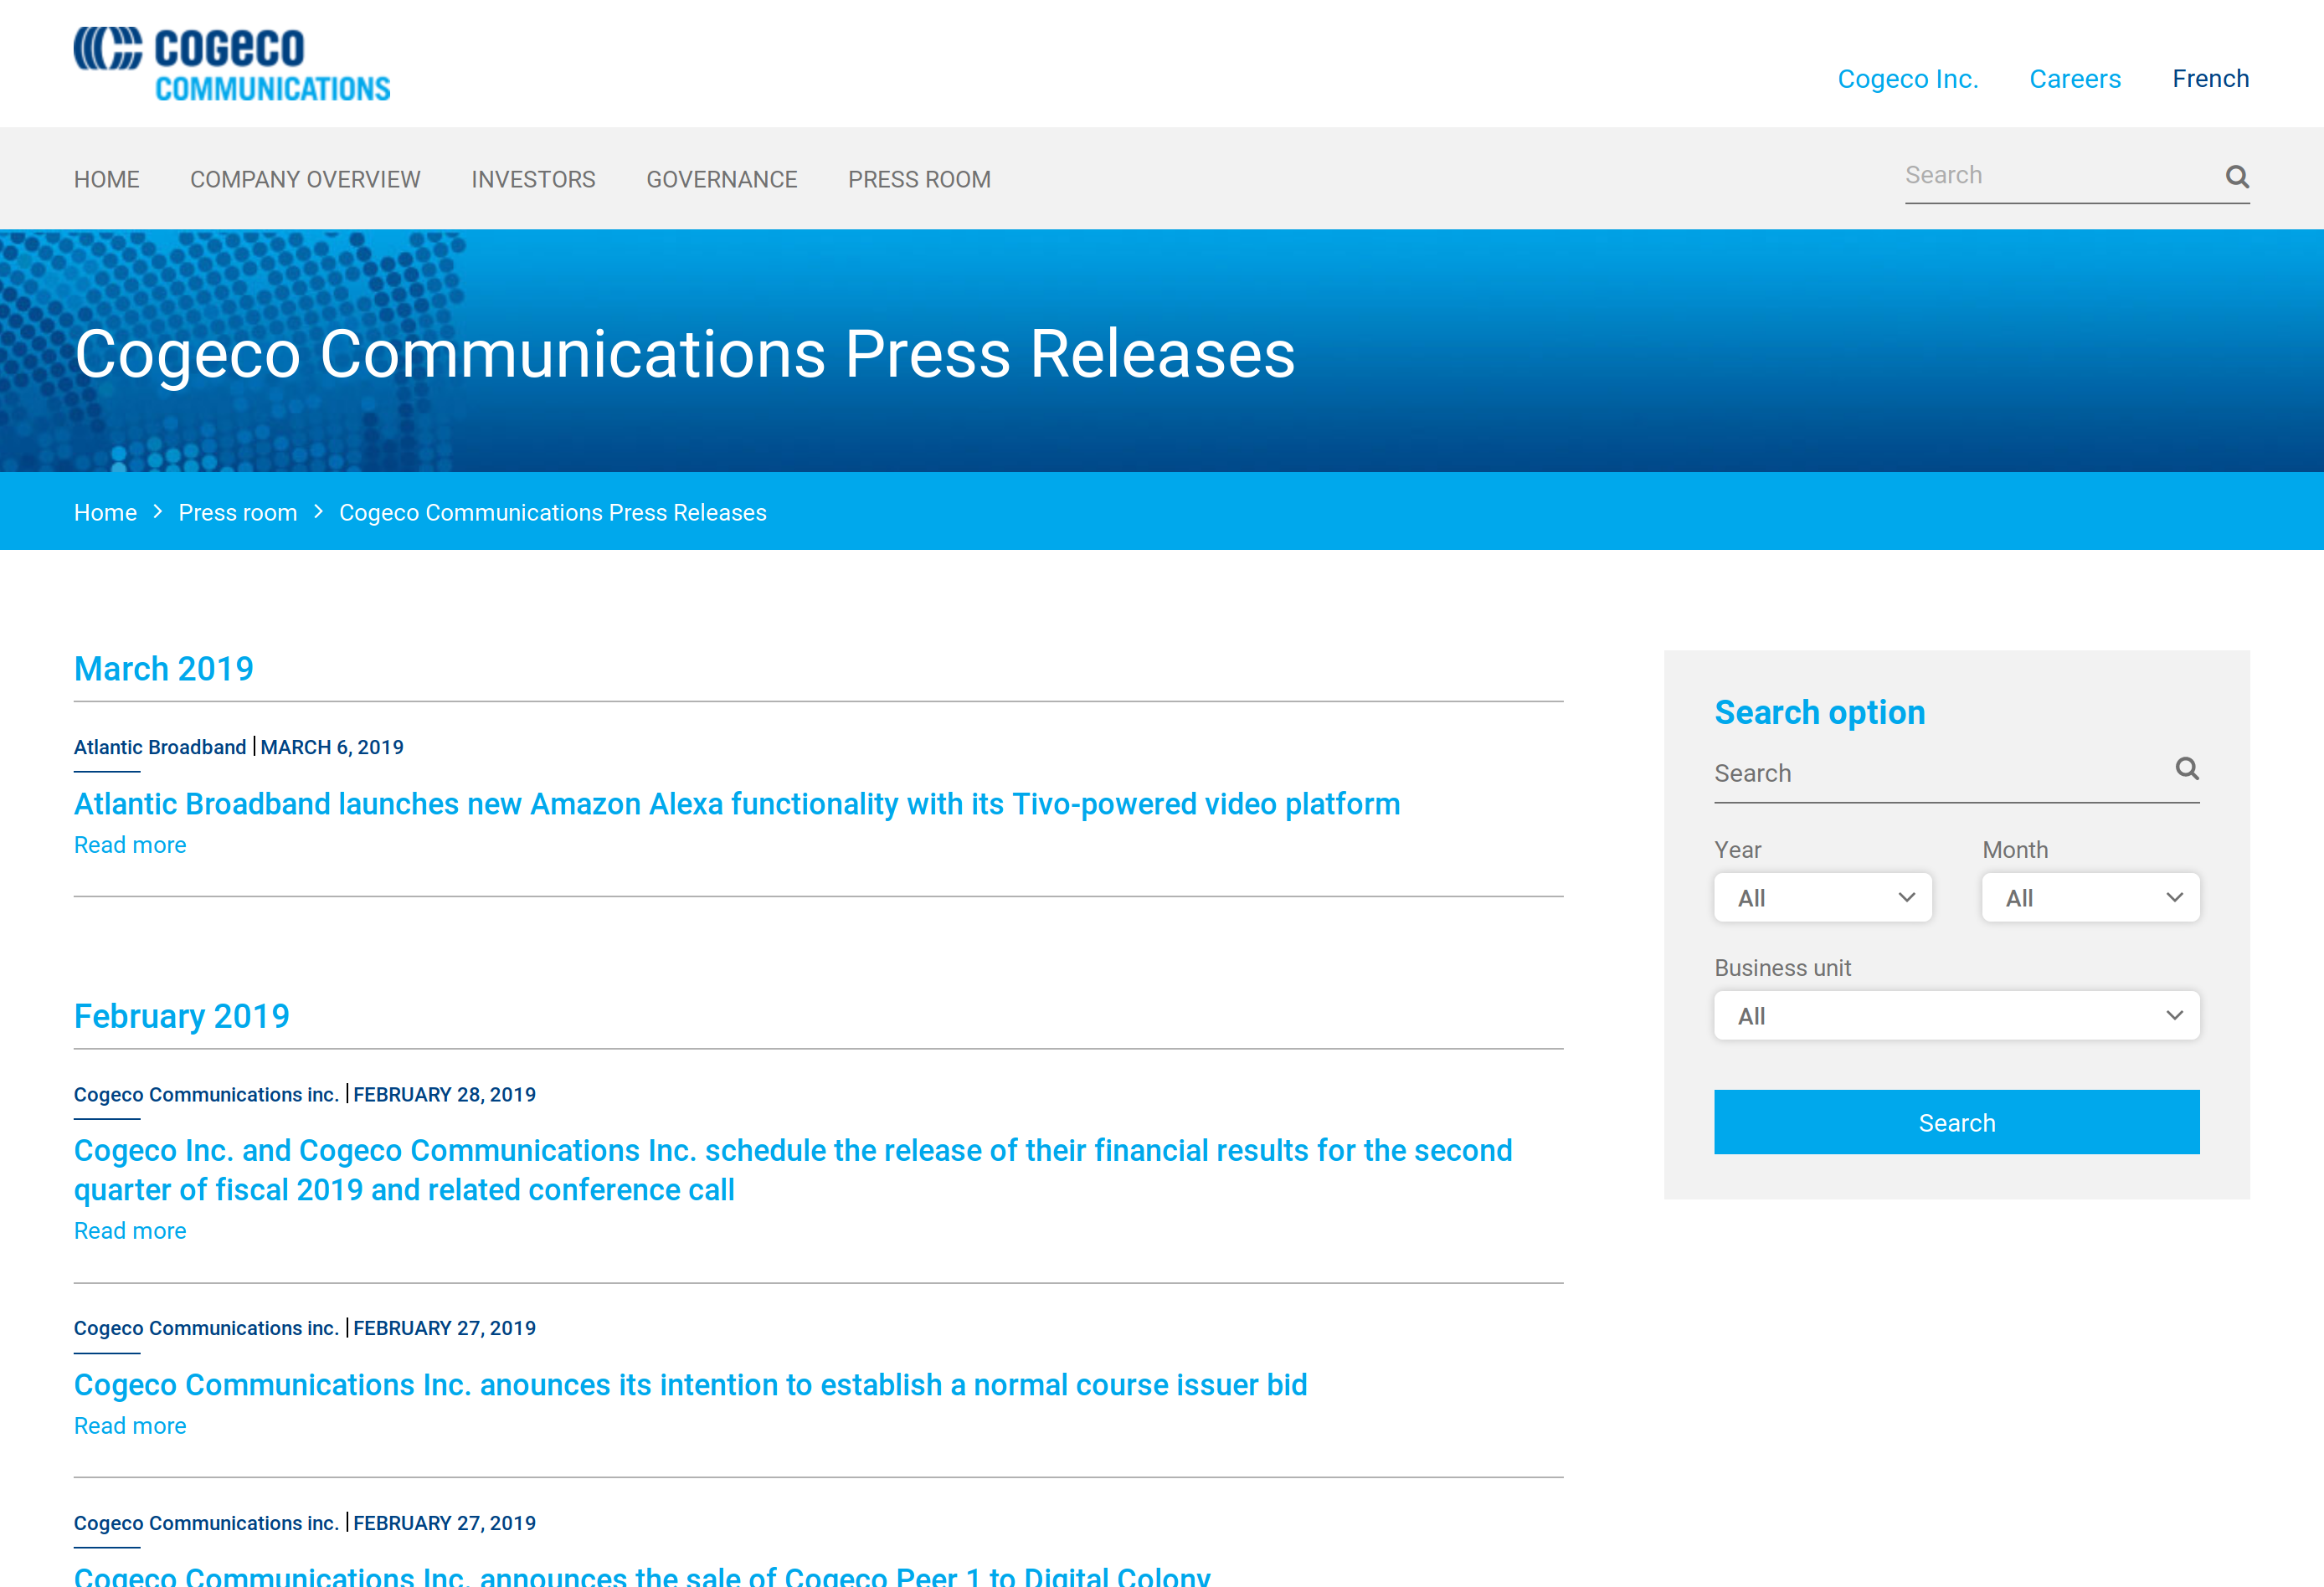 COGECO
COMMUNICATIONS
Cogeco Inc. Careers French
HOME COMPANY OVERVIEW INVESTORS GOVERNANCE PRESS ROOM Search
Cogeco Communications Press Releases
Home > Press room > Cogeco Communications Press Releases
March 2019
Atlantic Broadband | MARCH 6, 2019
Atlantic Broadband launches new Amazon Alexa functionality with its Tivo-powered video platform
Read more
February 2019
Cogeco Communications inc. | FEBRUARY 28, 2019
Cogeco Inc. and Cogeco Communications Inc. schedule the release of their financial results for the second
quarter of fiscal 2019 and related conference call
Read more
Cogeco Communications inc. | FEBRUARY 27, 2019
Cogeco Communications Inc. anounces its intention to establish a normal course issuer bid
Read more
Cogeco Communications inc. | FEBRUARY 27, 2019
Cogeco Communications Inc. announces the sale of Cogeco Peer 1 to Digital Colony
Search option
Search
Year Month
All All
Business unit
All
Search